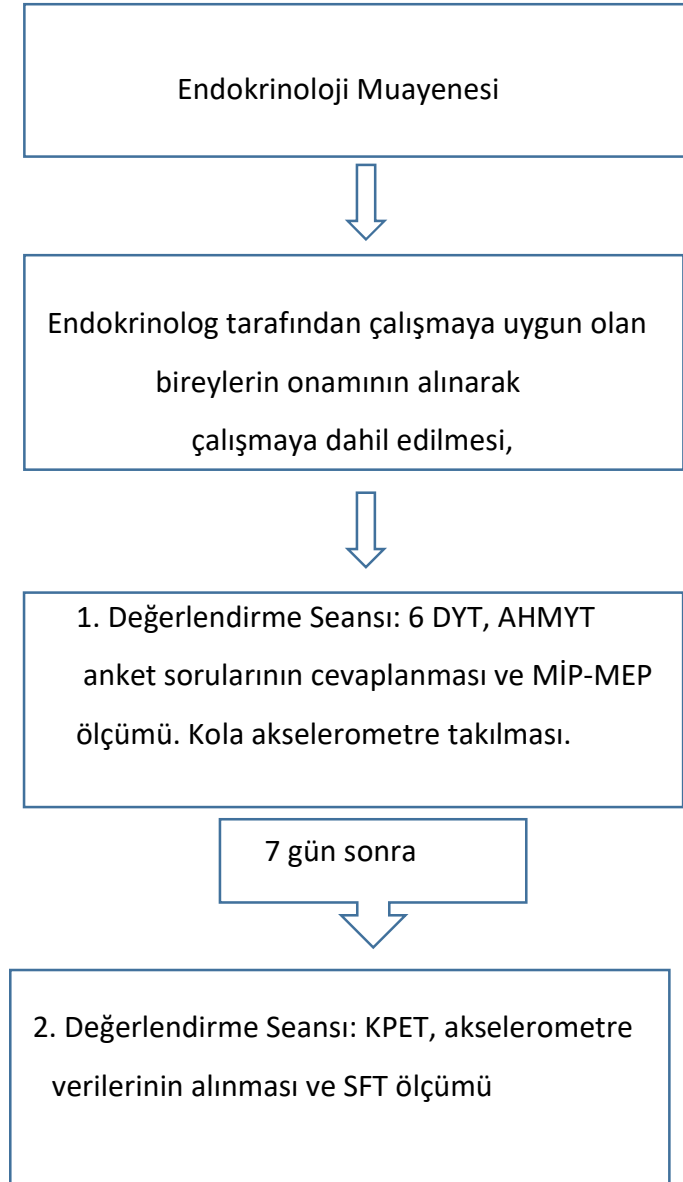 Endokrinoloji Muayenesi
Endokrinolog tarafından çalışmaya uygun olan
bireylerin onamının alınarak
çalışmaya dahil edilmesi,
1. Değerlendirme Seansı: 6 DYT, AHMYT
anket sorularının cevaplanması ve MİP-MEP
ölçümü. Kola akselerometre takılması.
7 gün sonra
2. Değerlendirme Seansı: KPET, akselerometre
verilerinin alınması ve SFT ölçümü